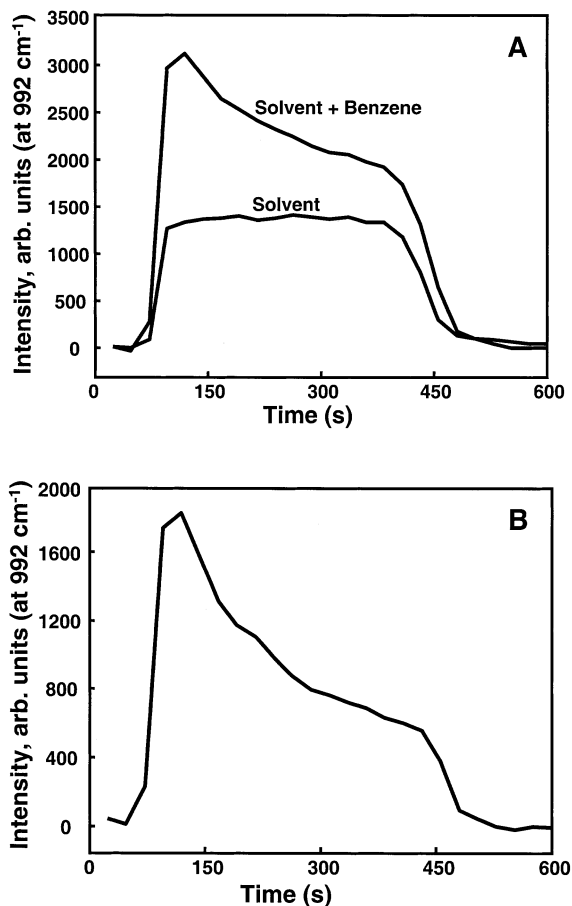 A
Intensity, arb. units (at 992 cm-1)
3500
3000
2500
2000
1500
1000
500
0
Solvent + Benzene
Solvent
0 150 300 450 600
Time (s)
B
Intensity, arb. units (at 992 cm-1)
2000
1600
1200
800
400
0
0 150 300 450 600
Time (s)